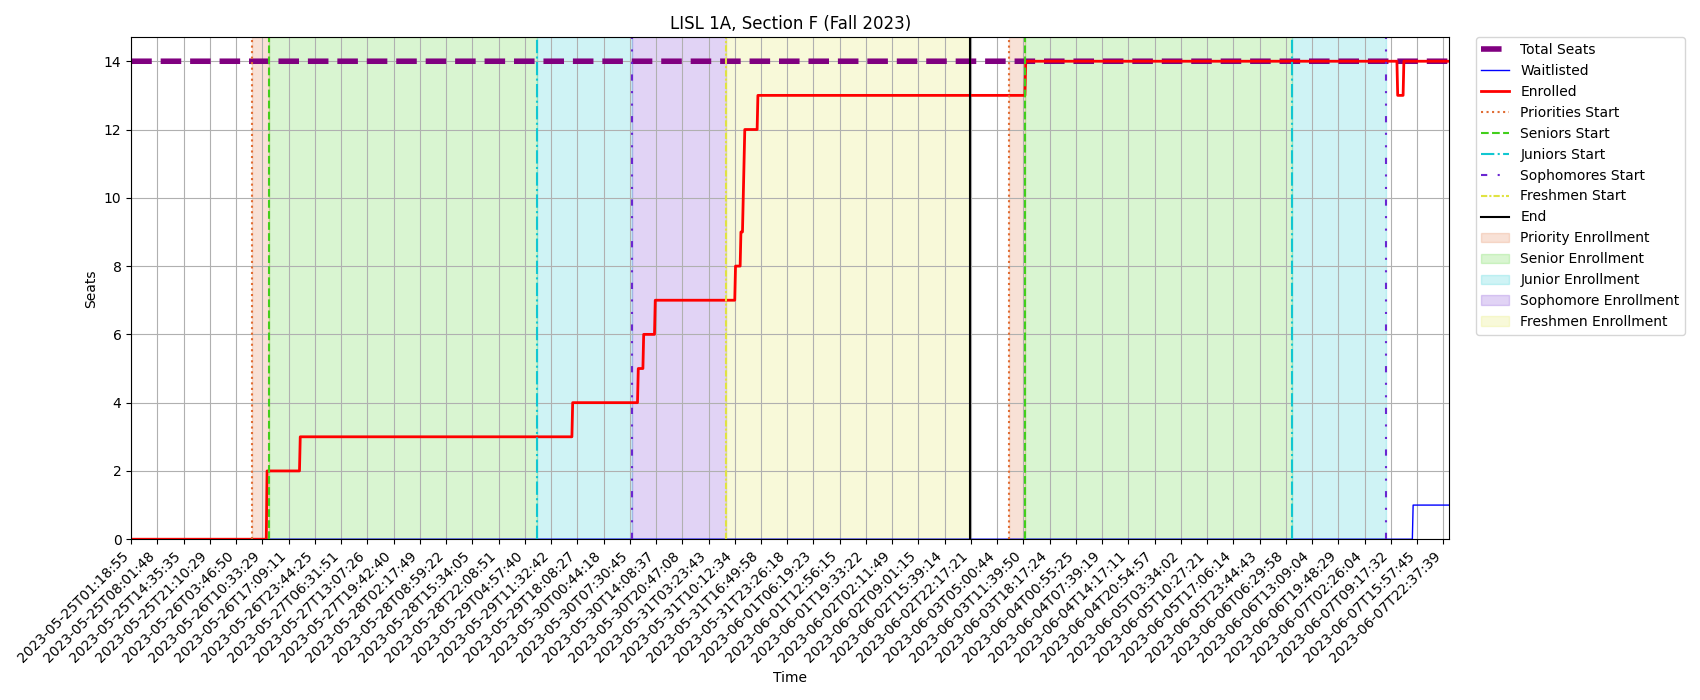 LISL 1A, Section F (Fall 2023)
Seats
14
12
10
8
6
4
2
0
2023-05-25T01:18:55
2023-05-25T08:01:48
2023-05-25T14:35:35
2023-05-25T21:10:29
2023-05-26T03:46:50
2023-05-26T10:33:29
2023-05-26T17:09:11
2023-05-26T23:44:25
2023-05-27T06:31:51
2023-05-27T13:07:26
2023-05-27T19:42:40
2023-05-28T02:17:49
2023-05-28T08:59:22
2023-05-28T15:34:05
2023-05-28T22:08:51
2023-05-29T04:57:40
2023-05-29T11:32:42
2023-05-29T18:08:27
2023-05-30T00:44:18
2023-05-30T07:30:45
2023-05-30T14:08:37
2023-05-30T20:47:08
2023-05-31T03:23:43
2023-05-31T10:12:34
2023-05-31T16:49:58
2023-05-31T23:26:18
2023-06-01T06:19:23
2023-06-01T12:56:15
2023-06-01T19:33:22
2023-06-02T02:11:49
2023-06-02T09:01:15
2023-06-02T15:39:14
2023-06-02T22:17:21
2023-06-03T05:00:44
2023-06-03T11:39:50
2023-06-03T18:17:24
2023-06-04T00:55:25
2023-06-04T07:39:19
2023-06-04T14:17:11
2023-06-04T20:54:57
2023-06-05T03:34:02
2023-06-05T10:27:21
2023-06-05T17:06:14
2023-06-05T23:44:43
2023-06-06T06:29:58
2023-06-06T13:09:04
2023-06-06T19:48:29
2023-06-07T02:26:04
2023-06-07T09:17:32
2023-06-07T15:57:45
2023-06-07T22:37:39
Time
Total Seats
Waitlisted
Enrolled
Priorities Start
Seniors Start
Juniors Start
Sophomores Start
Freshmen Start
End
Priority Enrollment
Senior Enrollment
Junior Enrollment
Sophomore Enrollment
Freshmen Enrollment